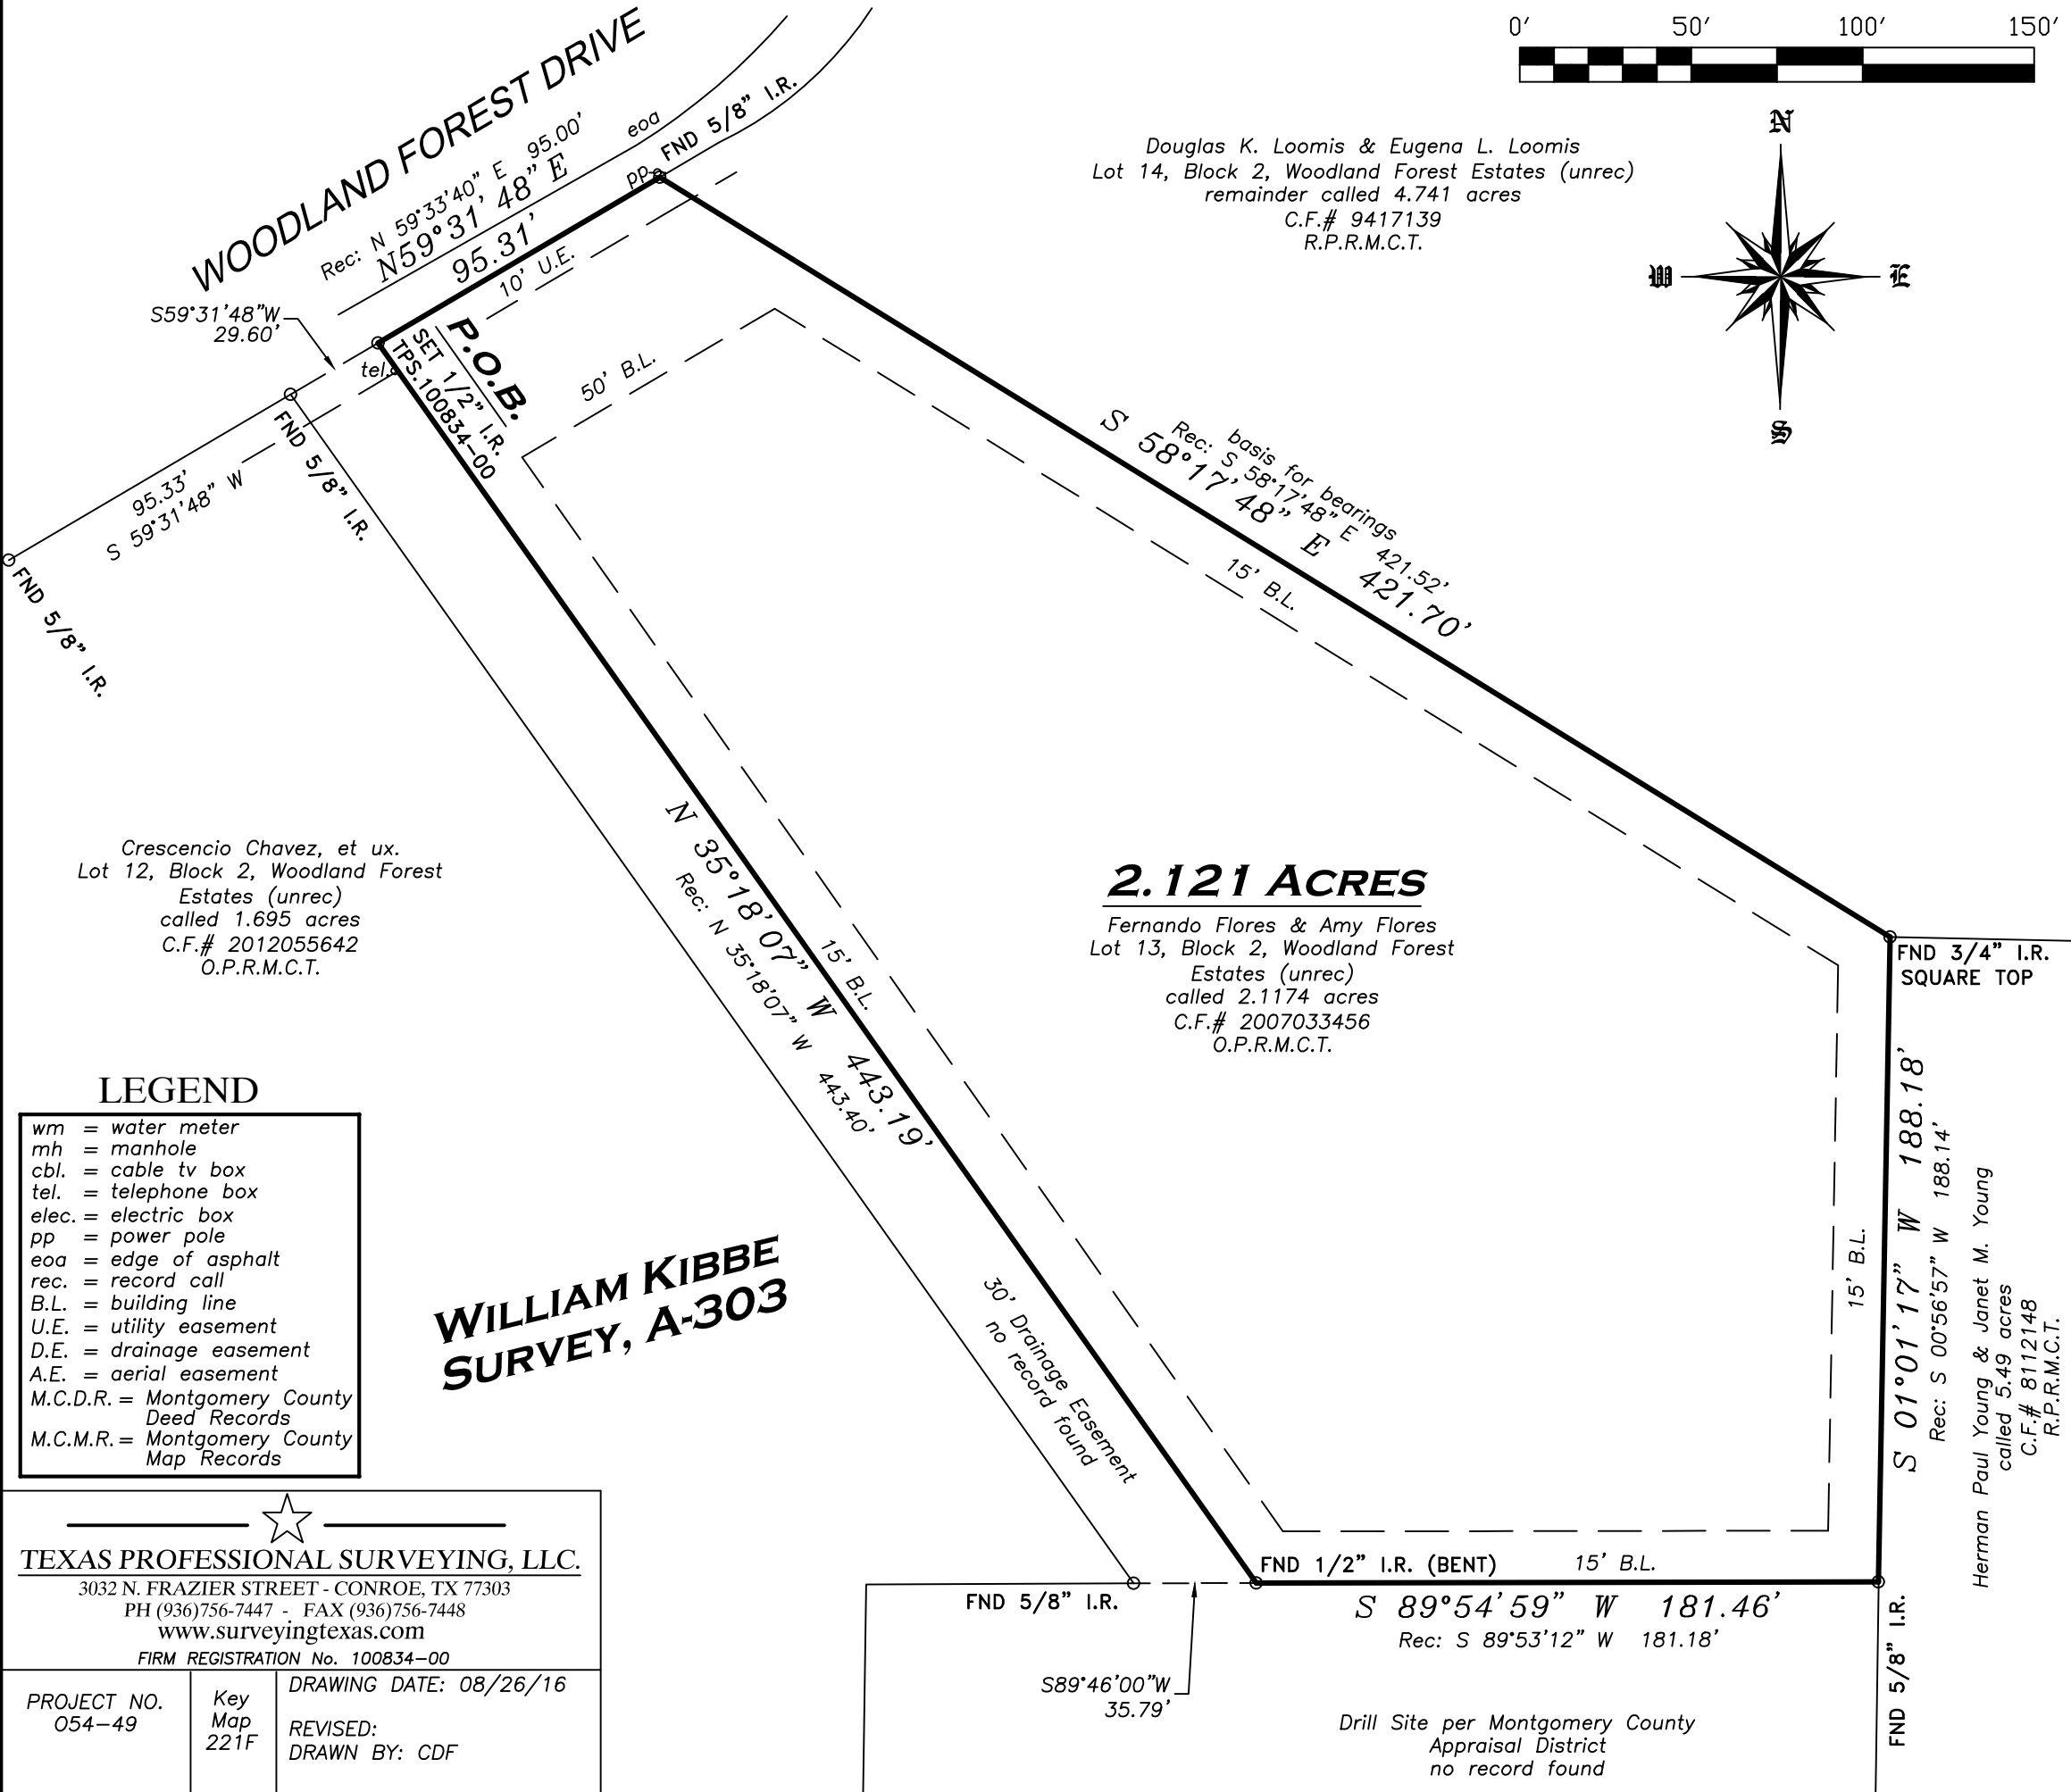 0' 50' 100' 150'
N
W
E
S
WOODLAND FOREST DRIVE
Rec: N 59°33'40" E 95.00'
N59°31'48" E
95.31'
eoa
pp
FND 5/8" I.R.
10' U.E.
S59°31'48"W
29.60'
tel.
P.O.B.
SET 1/2" I.R.
TPS.100834-00
50' B.L.
FND 5/8" I.R.
95.33'
S 59°31'48" W
FND 5/8" I.R.
Douglas K. Loomis & Eugena L. Loomis
Lot 14, Block 2, Woodland Forest Estates (unrec)
remainder called 4.741 acres
C.F.# 9417139
R.P.R.M.C.T.
basis for bearings
Rec: S 58°17'48" E 421.52'
S 58°17'48" E 421.70'
15' B.L.
Crescencio Chavez, et ux.
Lot 12, Block 2, Woodland Forest
Estates (unrec)
called 1.695 acres
C.F.# 2012055642
O.P.R.M.C.T.
N 35°18'07" W 443.19'
Rec: N 35°18'07" W 443.40'
15' B.L.
2.121 ACRES
Fernando Flores & Amy Flores
Lot 13, Block 2, Woodland Forest
Estates (unrec)
called 2.1174 acres
C.F.# 2007033456
O.P.R.M.C.T.
FND 3/4" I.R.
SQUARE TOP
S 01°01'17" W 188.18'
Rec: S 00°56'57" W 188.14'
15' B.L.
Herman Paul Young & Janet M. Young
called 5.49 acres
C.F.# 8112148
R.P.R.M.C.T.
LEGEND
wm = water meter
mh = manhole
cbl. = cable tv box
tel. = telephone box
elec. = electric box
pp = power pole
eoa = edge of asphalt
rec. = record call
B.L. = building line
U.E. = utility easement
D.E. = drainage easement
A.E. = aerial easement
M.C.D.R. = Montgomery County
Deed Records
M.C.M.R. = Montgomery County
Map Records
WILLIAM KIBBE
SURVEY, A-303
30' Drainage Easement
no record found
FND 1/2" I.R. (BENT)
15' B.L.
FND 5/8" I.R.
S 89°54'59" W 181.46'
Rec: S 89°53'12" W 181.18'
FND 5/8" I.R.
S89°46'00"W
35.79'
Drill Site per Montgomery County
Appraisal District
no record found
TEXAS PROFESSIONAL SURVEYING, LLC.
3032 N. FRAZIER STREET - CONROE, TX 77303
PH (936)756-7447 - FAX (936)756-7448
www.surveyingtexas.com
FIRM REGISTRATION No. 100834-00
PROJECT NO.
O54-49
Key
Map
221F
DRAWING DATE: 08/26/16
REVISED:
DRAWN BY: CDF